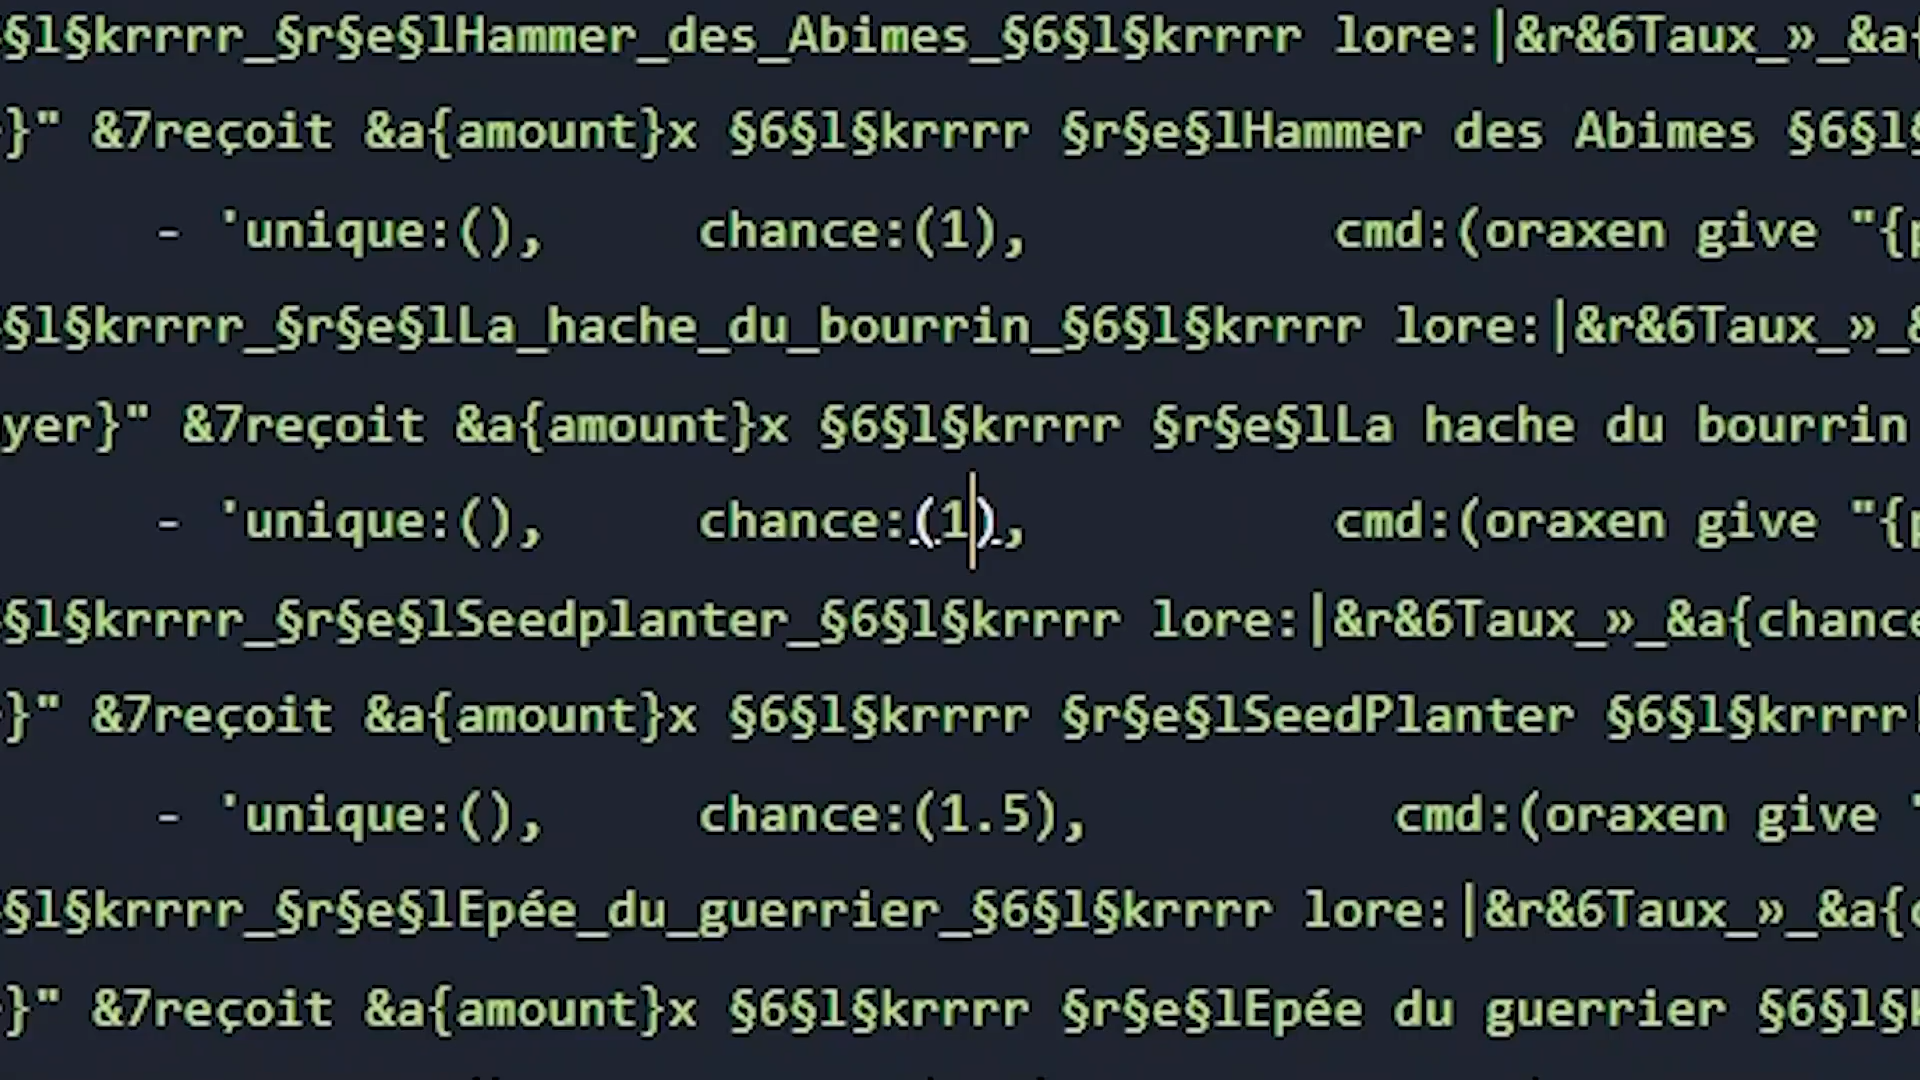 §l§krrrr_§r§e§lHammer_des_Abimes_§6§l§krrrr lore:|&r&6Taux_»_&a{
}" &7reçoit &a{amount}x §6§l§krrrr §r§e§lHammer des Abimes §6§l§
- 'unique:(), chance:(1), cmd:(oraxen give "{p
§l§krrrr_§r§e§lLa_hache_du_bourrin_§6§l§krrrr lore:|&r&6Taux_»_&
yer}" &7reçoit &a{amount}x §6§l§krrrr §r§e§lLa hache du bourrin
- 'unique:(), chance:(1), cmd:(oraxen give "{p
§l§krrrr_§r§e§lSeedplanter_§6§l§krrrr lore:|&r&6Taux_»_&a{chance
}" &7reçoit &a{amount}x §6§l§krrrr §r§e§lSeedPlanter §6§l§krrrr
- 'unique:(), chance:(1.5), cmd:(oraxen give "
§l§krrrr_§r§e§lEpée_du_guerrier_§6§l§krrrr lore:|&r&6Taux_»_&a{c
}" &7reçoit &a{amount}x §6§l§krrrr §r§e§lEpée du guerrier §6§l§k